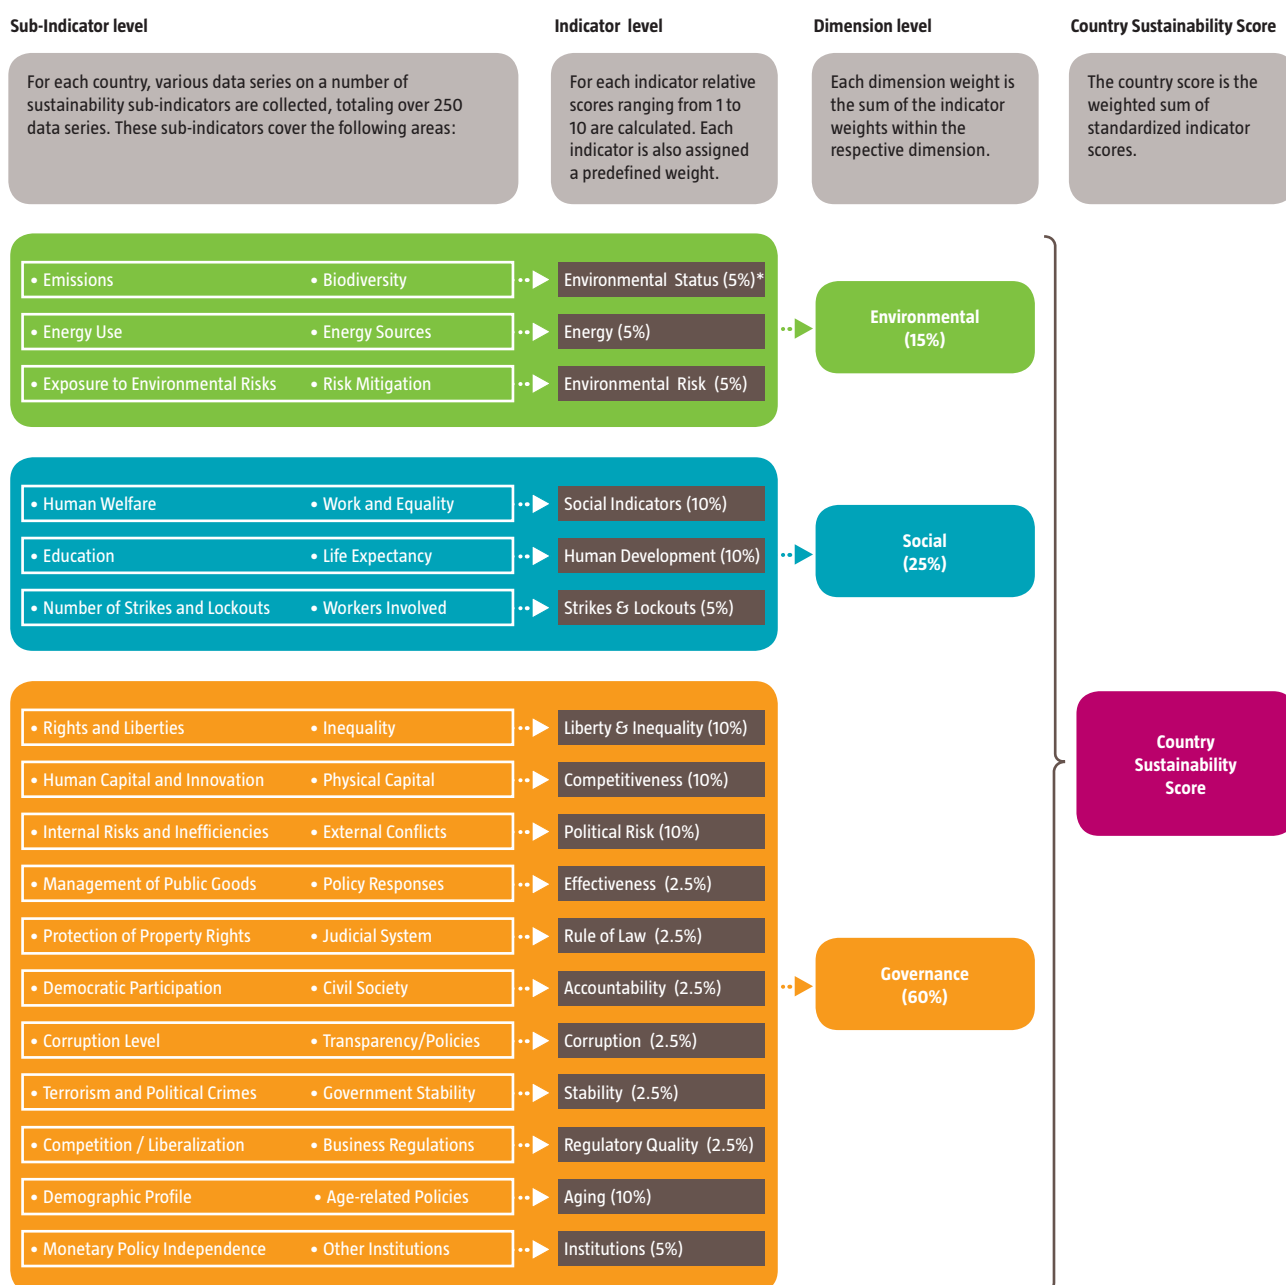 Sub-Indicator level
Indicator level
Dimension level
Country Sustainability Score
For each country, various data series on a number of
sustainability sub-indicators are collected, totaling over 250
data series. These sub-indicators cover the following areas:
For each indicator relative
scores ranging from 1 to
10 are calculated. Each
indicator is also assigned
a predefined weight.
Each dimension weight is
the sum of the indicator
weights within the
respective dimension.
The country score is the
weighted sum of
standardized indicator
scores.
• Emissions • Biodiversity Environmental Status (5%)*
• Energy Use • Energy Sources Energy (5%)
• Exposure to Environmental Risks • Risk Mitigation Environmental Risk (5%)
Environmental
(15%)
• Human Welfare • Work and Equality Social Indicators (10%)
• Education • Life Expectancy Human Development (10%)
• Number of Strikes and Lockouts • Workers Involved Strikes & Lockouts (5%)
Social
(25%)
• Rights and Liberties • Inequality Liberty & Inequality (10%)
• Human Capital and Innovation • Physical Capital Competitiveness (10%)
• Internal Risks and Inefficiencies • External Conflicts Political Risk (10%)
• Management of Public Goods • Policy Responses Effectiveness (2.5%)
• Protection of Property Rights • Judicial System Rule of Law (2.5%)
• Democratic Participation • Civil Society Accountability (2.5%)
• Corruption Level • Transparency/Policies Corruption (2.5%)
• Terrorism and Political Crimes • Government Stability Stability (2.5%)
• Competition / Liberalization • Business Regulations Regulatory Quality (2.5%)
• Demographic Profile • Age-related Policies Aging (10%)
• Monetary Policy Independence • Other Institutions Institutions (5%)
Governance
(60%)
Country
Sustainability
Score